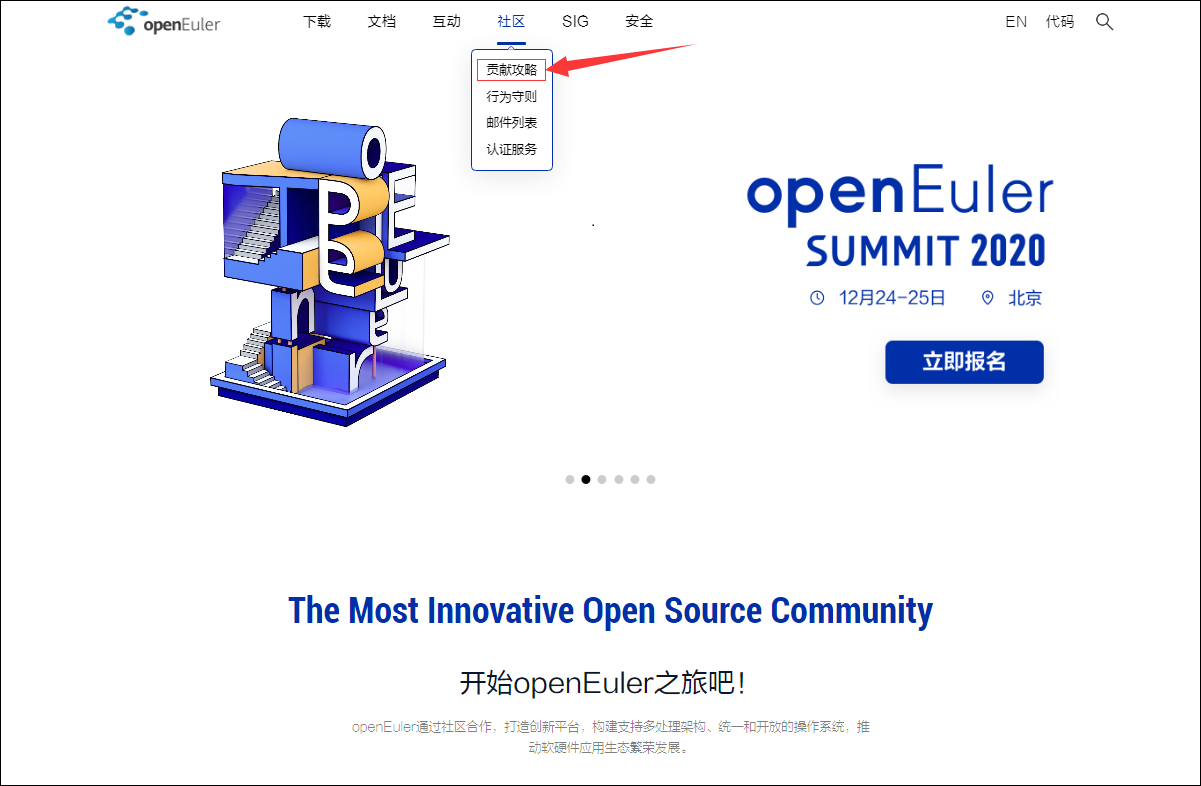 openEuler 下载 文档 互动 社区 SIG 安全 EN 代码
贡献攻略
行为守则
邮件列表
认证服务
openEuler
openEuler
SUMMIT 2020
12月24-25日 北京
立即报名
The Most Innovative Open Source Community
开始openEuler之旅吧!
openEuler通过社区合作，打造创新平台，构建支持多处理架构、统一和开放的操作系统，推
动软硬件应用生态繁荣发展。